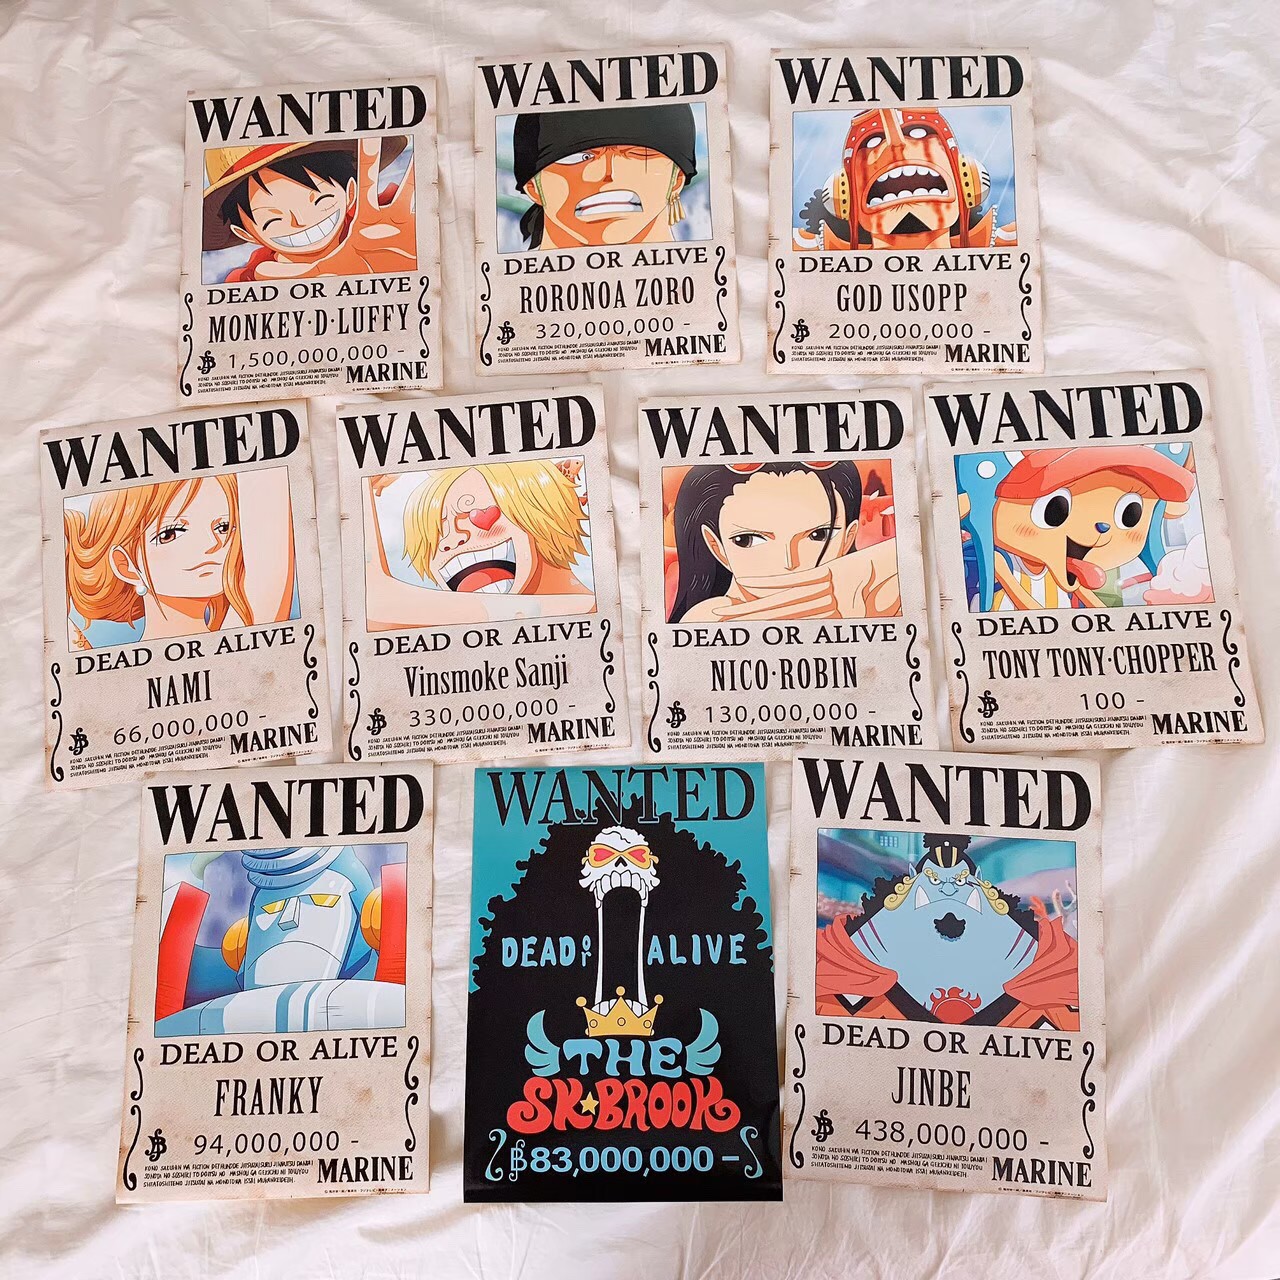 WANTED
DEAD OR ALIVE
MONKEY·D·LUFFY
฿ 1,500,000,000 -
MARINE
WANTED
DEAD OR ALIVE
RORONOA ZORO
฿ 320,000,000 -
MARINE
WANTED
DEAD OR ALIVE
GOD USOPP
฿ 200,000,000 -
MARINE
WANTED
DEAD OR ALIVE
NAMI
฿ 66,000,000 -
MARINE
WANTED
DEAD OR ALIVE
Vinsmoke Sanji
฿ 330,000,000 -
MARINE
WANTED
DEAD OR ALIVE
NICO·ROBIN
฿ 130,000,000 -
MARINE
WANTED
DEAD OR ALIVE
TONY TONY·CHOPPER
฿ 100 -
MARINE
WANTED
DEAD OR ALIVE
FRANKY
฿ 94,000,000 -
MARINE
WANTED
DEAD or ALIVE
THE
SK★BROOK
฿83,000,000 -
WANTED
DEAD OR ALIVE
JINBE
฿ 438,000,000 -
MARINE